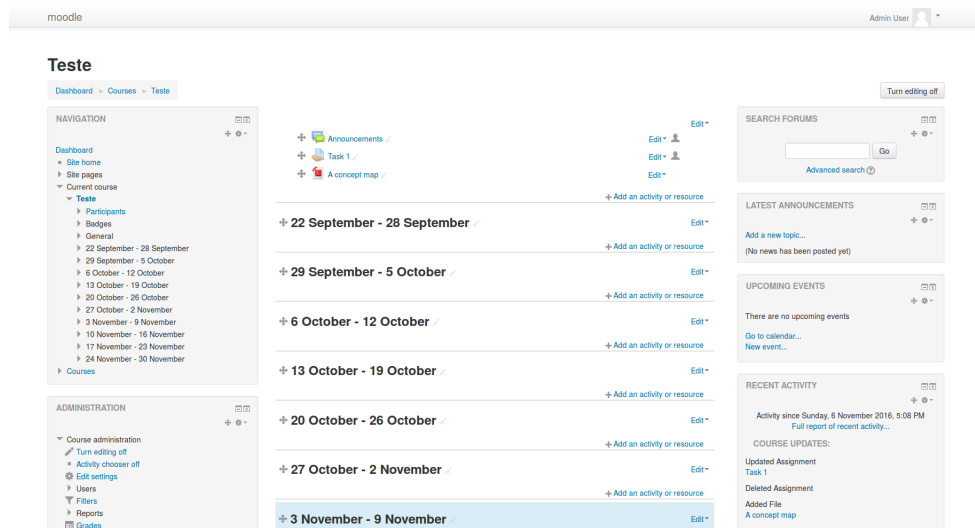 moodle
Admin User
Teste
Dashboard
Courses
Teste
Turn editing off
NAVIGATION
Dashboard
Site home
Site pages
Current course
Teste
Participants
Badges
General
22 September - 28 September
29 September - 5 October
6 October - 12 October
13 October - 19 October
20 October - 26 October
27 October - 2 November
3 November - 9 November
10 November - 16 November
17 November - 23 November
24 November - 30 November
Courses
ADMINISTRATION
Course administration
Turn editing off
Activity chooser off
Edit settings
Users
Filters
Reports
Grades
Edit
Announcements
Edit
Task 1
Edit
A concept map
Edit
Add an activity or resource
22 September - 28 September
Edit
Add an activity or resource
29 September - 5 October
Edit
Add an activity or resource
6 October - 12 October
Edit
Add an activity or resource
13 October - 19 October
Edit
Add an activity or resource
20 October - 26 October
Edit
Add an activity or resource
27 October - 2 November
Edit
Add an activity or resource
3 November - 9 November
Edit
SEARCH FORUMS
Go
Advanced search
LATEST ANNOUNCEMENTS
Add a new topic...
(No news has been posted yet)
UPCOMING EVENTS
There are no upcoming events
Go to calendar...
New event...
RECENT ACTIVITY
Activity since Sunday, 6 November 2016, 5:08 PM
Full report of recent activity...
COURSE UPDATES:
Updated Assignment
Task 1
Deleted Assignment
Added File
A concept map